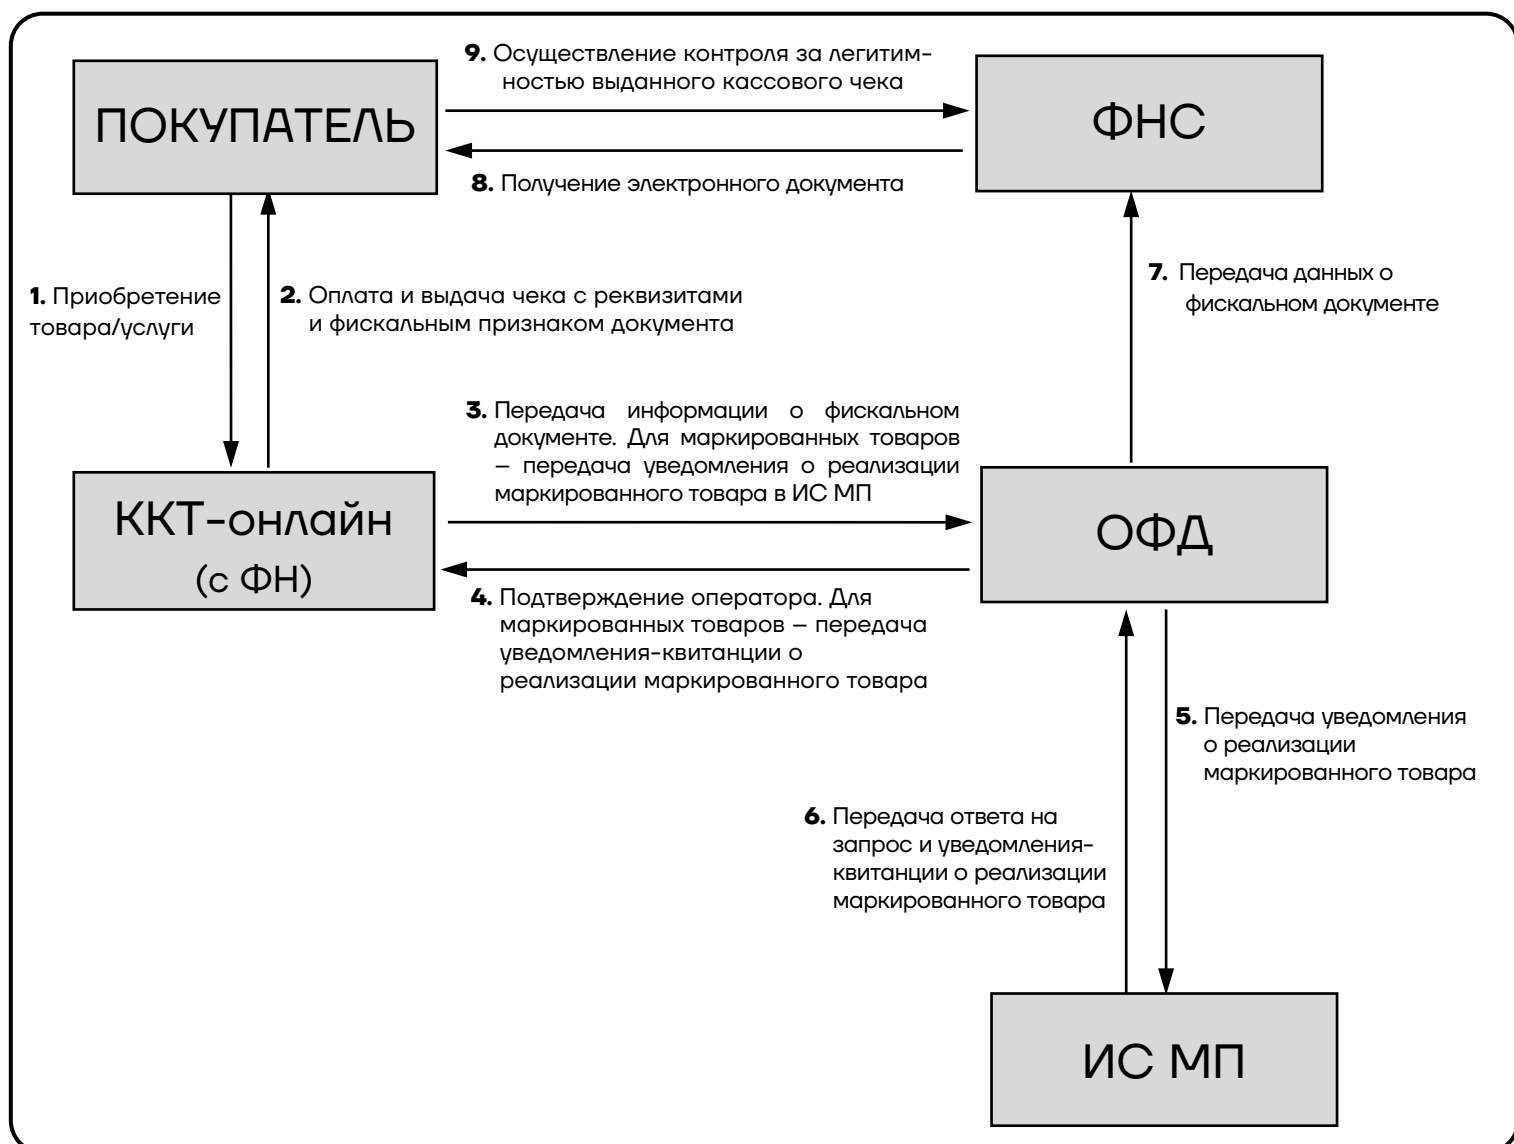 ПОКУПАТЕЛЬ
9. Осуществление контроля за легитим-
ностью выданного кассового чека
ФНС
8. Получение электронного документа
1. Приобретение
товара/услуги
2. Оплата и выдача чека с реквизитами
и фискальным признаком документа
7. Передача данных о
фискальном документе
3. Передача информации о фискальном
документе. Для маркированных товаров
– передача уведомления о реализации
маркированного товара в ИС МП
ККТ-онлайн
(с ФН)
ОФД
4. Подтверждение оператора. Для
маркированных товаров – передача
уведомления-квитанции о
реализации маркированного товара
5. Передача уведомления
о реализации
маркированного товара
6. Передача ответа на
запрос и уведомления-
квитанции о реализации
маркированного товара
ИС МП